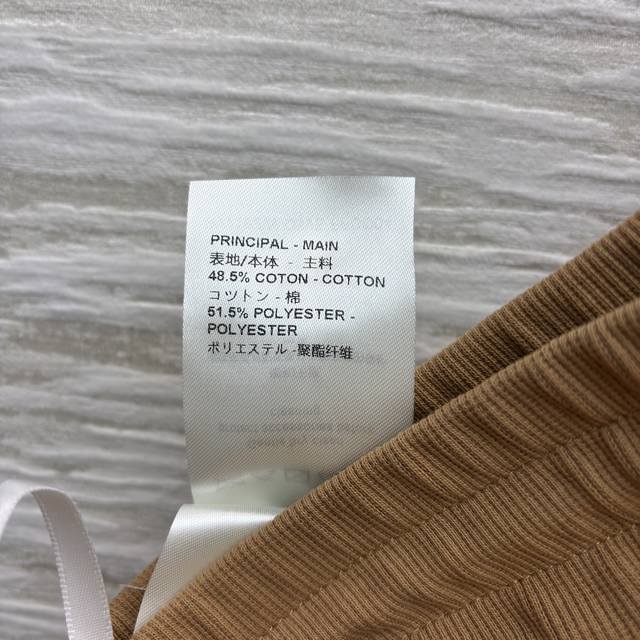 PRINCIPAL - MAIN
表地/本体 - 主料
48.5% COTON - COTTON
コットン - 棉
51.5% POLYESTER -
POLYESTER
ポリエステル -聚酯纤维